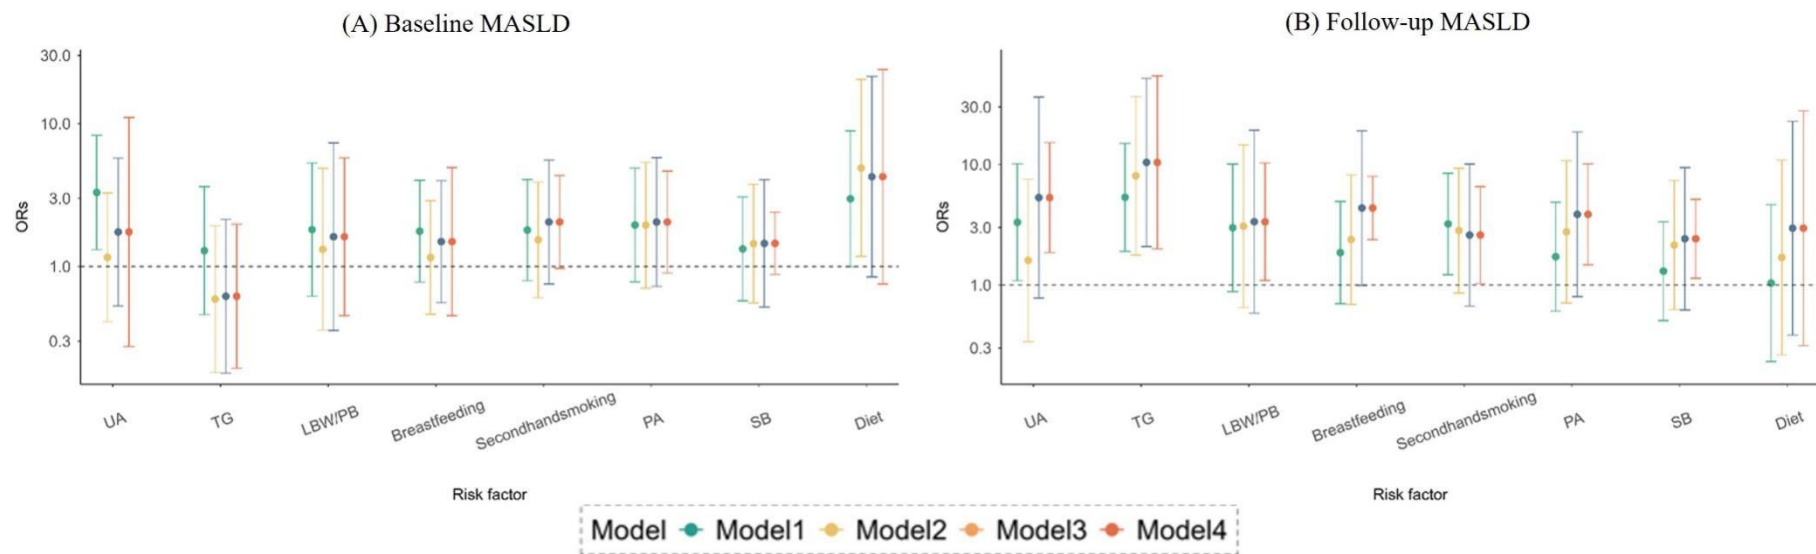 (A) Baseline MASLD
(B) Follow-up MASLD
ORs
30.0
10.0
3.0
1.0
0.3
UA
TG
LBW/PB
Breastfeeding
Secondhandsmoking
PA
SB
Diet
Risk factor
ORs
30.0
10.0
3.0
1.0
0.3
UA
TG
LBW/PB
Breastfeeding
Secondhandsmoking
PA
SB
Diet
Risk factor
Model Model1 Model2 Model3 Model4